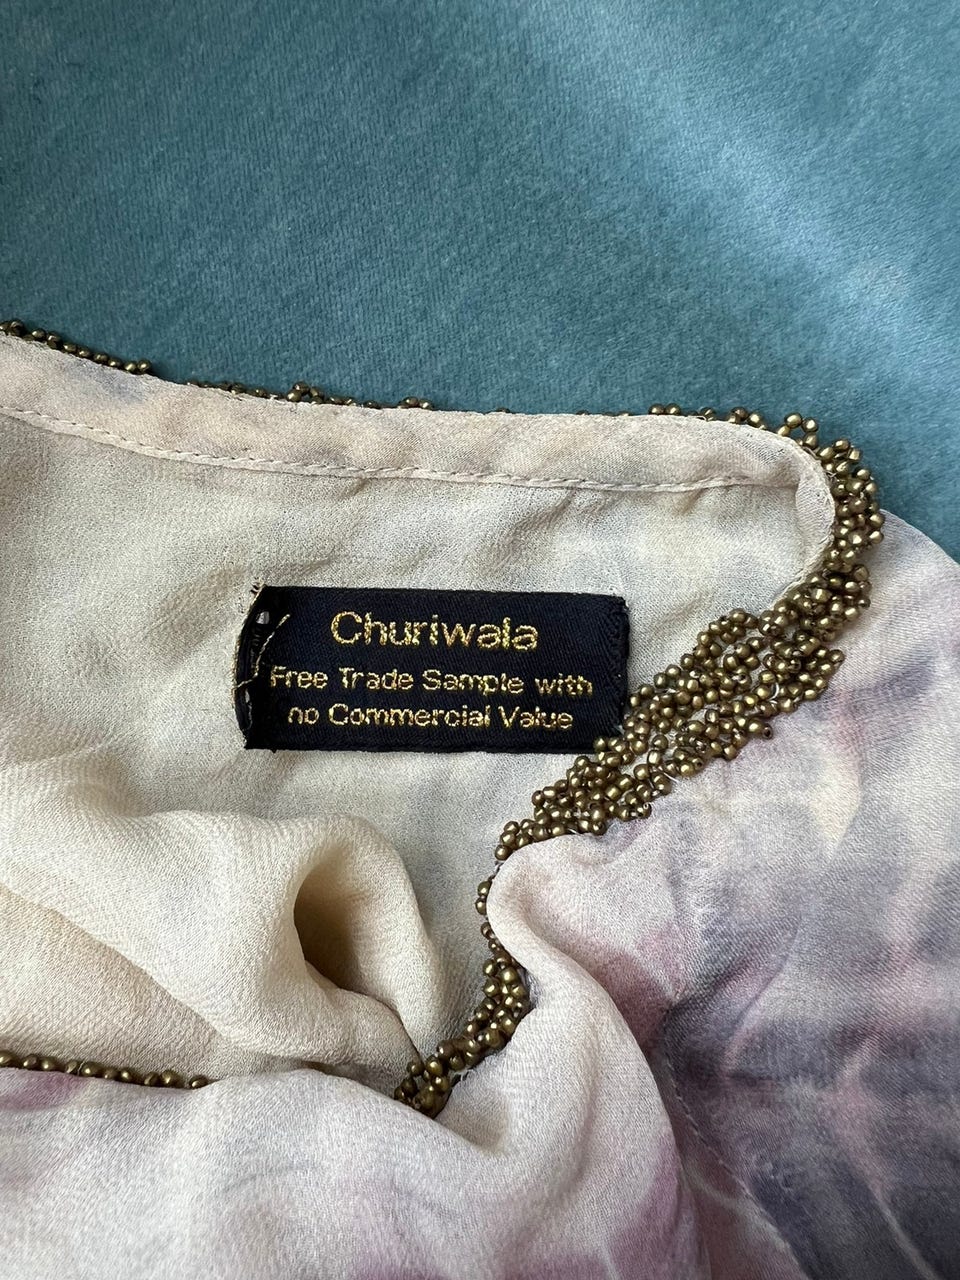 Churiwala
Free Trade Sample with
no Commercial Value